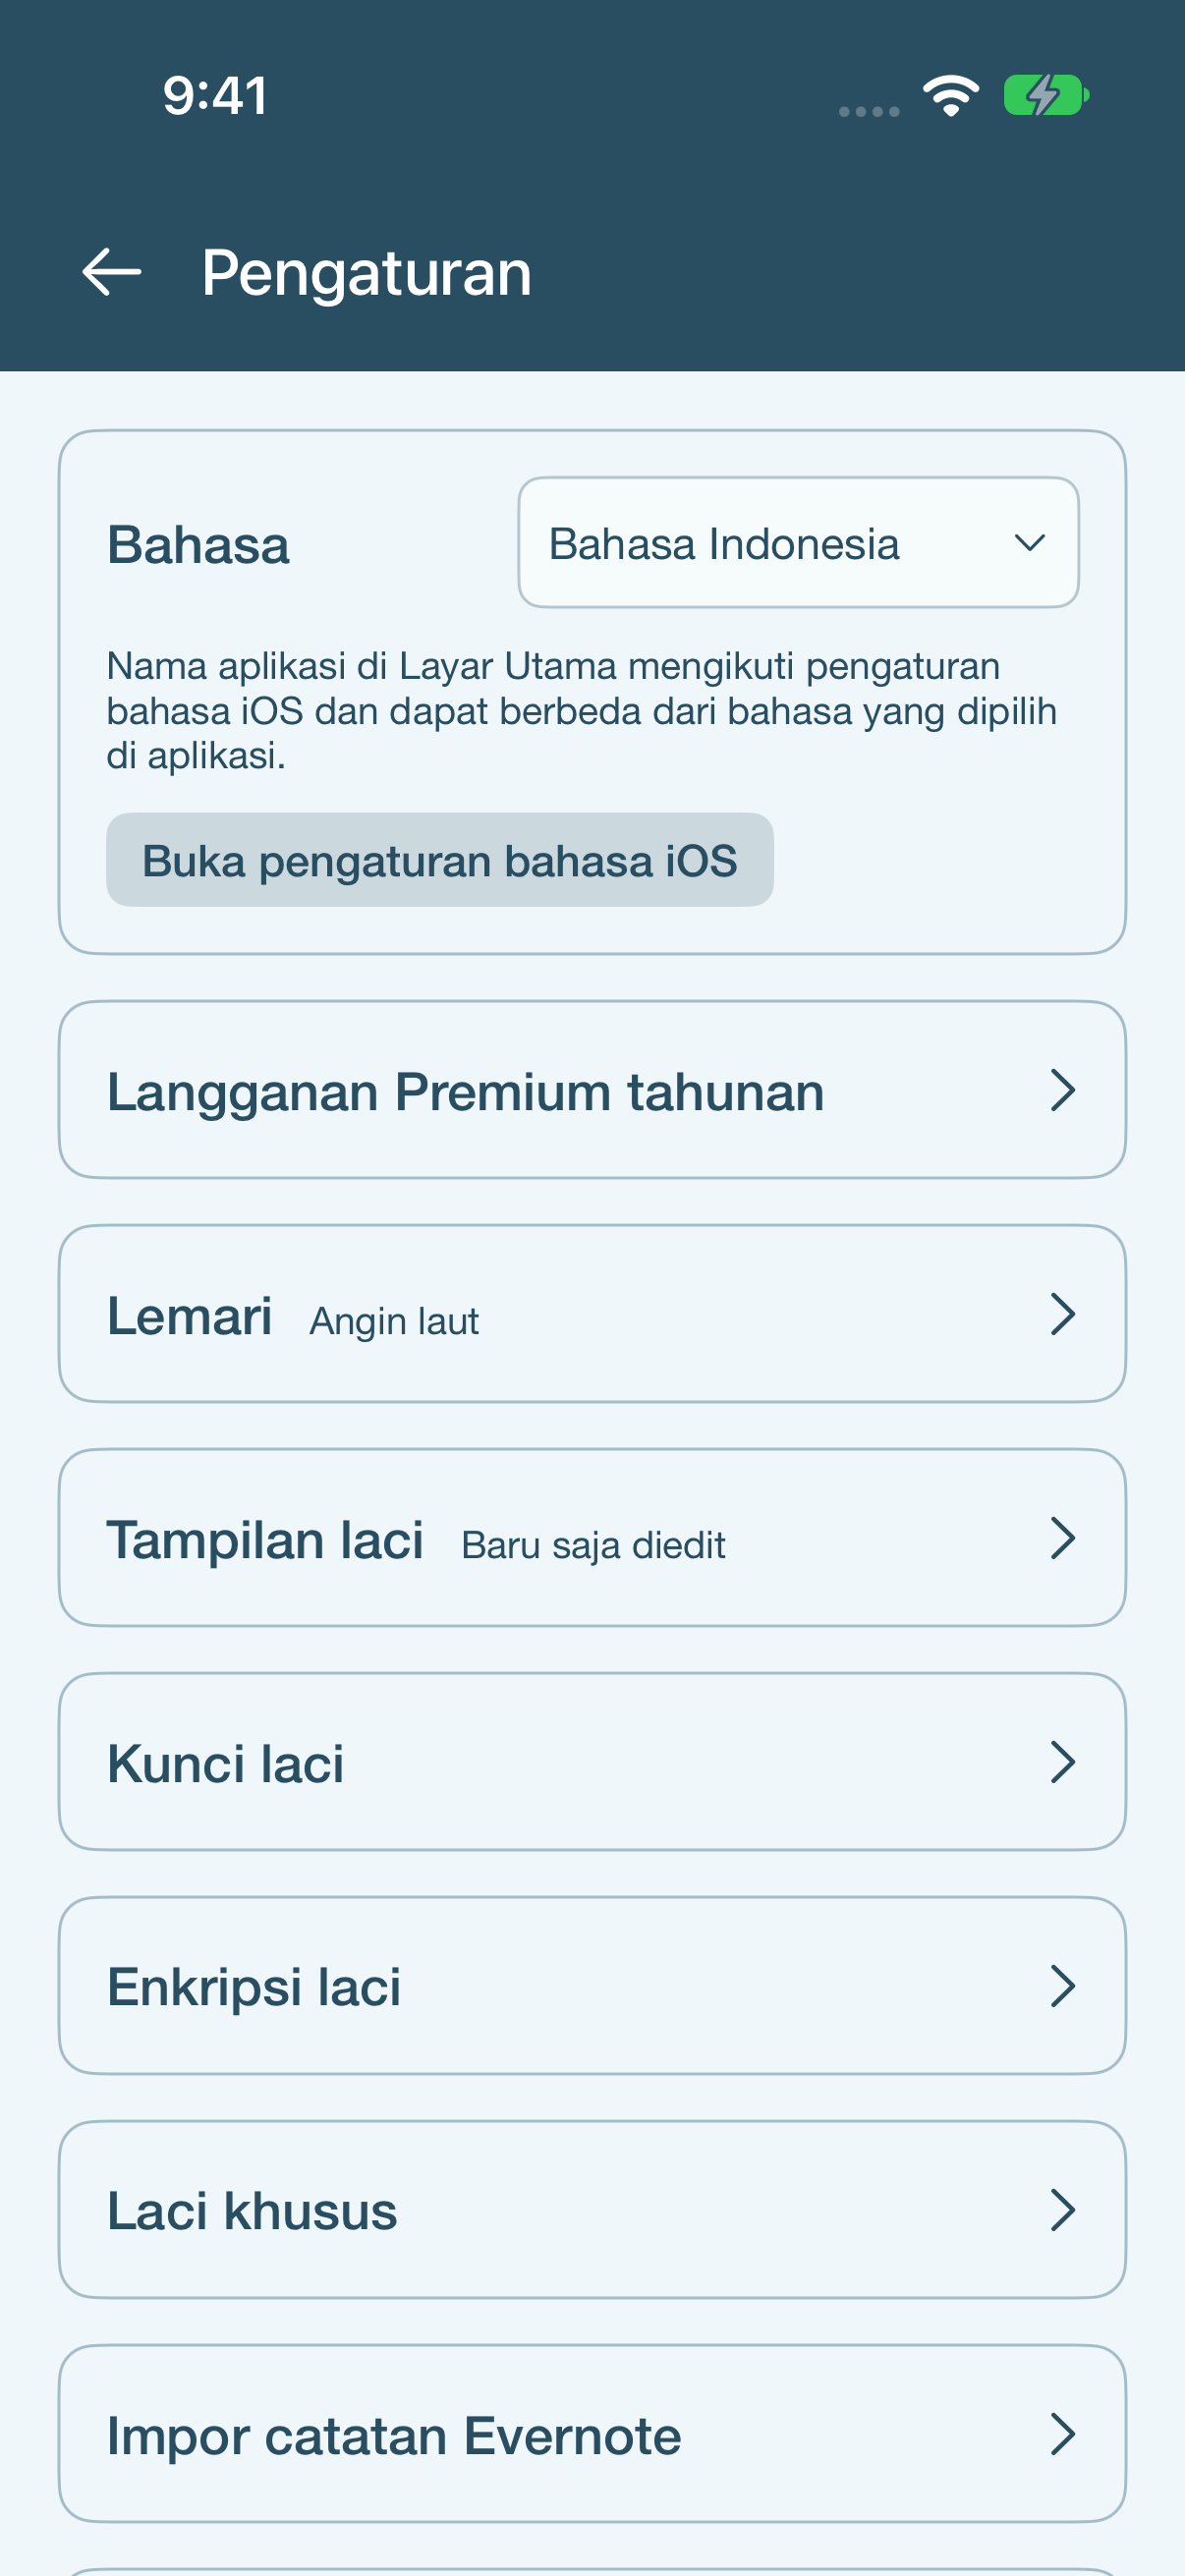 9:41
Pengaturan
Bahasa
Bahasa Indonesia
Nama aplikasi di Layar Utama mengikuti pengaturan
bahasa iOS dan dapat berbeda dari bahasa yang dipilih
di aplikasi.
Buka pengaturan bahasa iOS
Langganan Premium tahunan
Lemari Angin laut
Tampilan laci Baru saja diedit
Kunci laci
Enkripsi laci
Laci khusus
Impor catatan Evernote